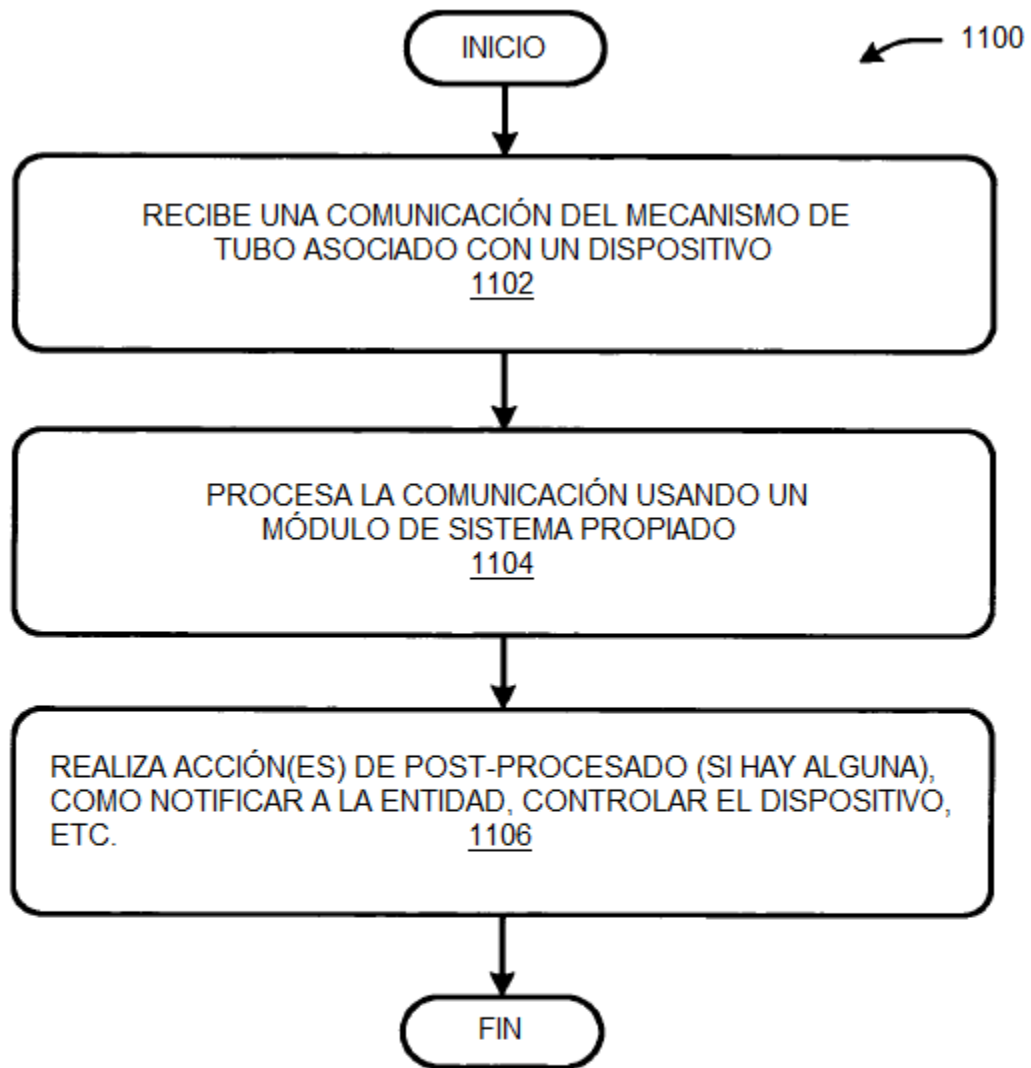 INICIO
1100
RECIBE UNA COMUNICACIÓN DEL MECANISMO DE
TUBO ASOCIADO CON UN DISPOSITIVO
1102
PROCESA LA COMUNICACIÓN USANDO UN
MÓDULO DE SISTEMA PROPIADO
1104
REALIZA ACCIÓN(ES) DE POST-PROCESADO (SI HAY ALGUNA),
COMO NOTIFICAR A LA ENTIDAD, CONTROLAR EL DISPOSITIVO,
ETC. 1106
FIN